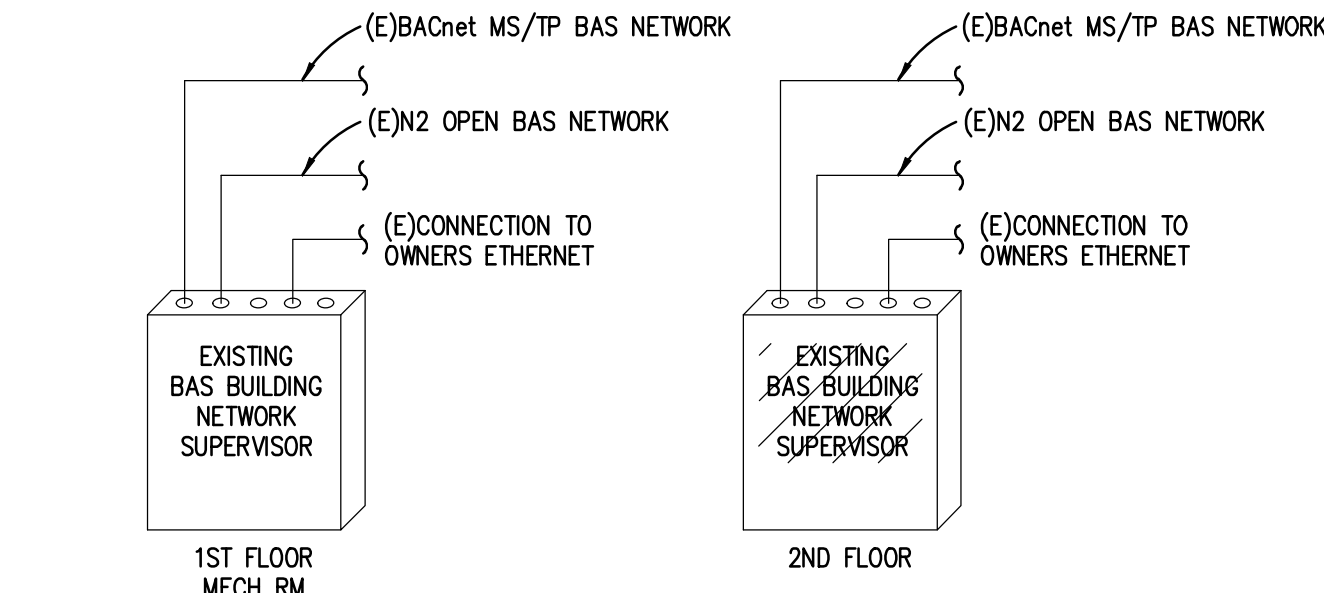 (E)BACnet MS/TP BAS NETWORK
(E)N2 OPEN BAS NETWORK
(E)CONNECTION TO
OWNERS ETHERNET
EXISTING
BAS BUILDING
NETWORK
SUPERVISOR
1ST FLOOR
MECH RM
(E)BACnet MS/TP BAS NETWORK
(E)N2 OPEN BAS NETWORK
(E)CONNECTION TO
OWNERS ETHERNET
EXISTING
BAS BUILDING
NETWORK
SUPERVISOR
2ND FLOOR